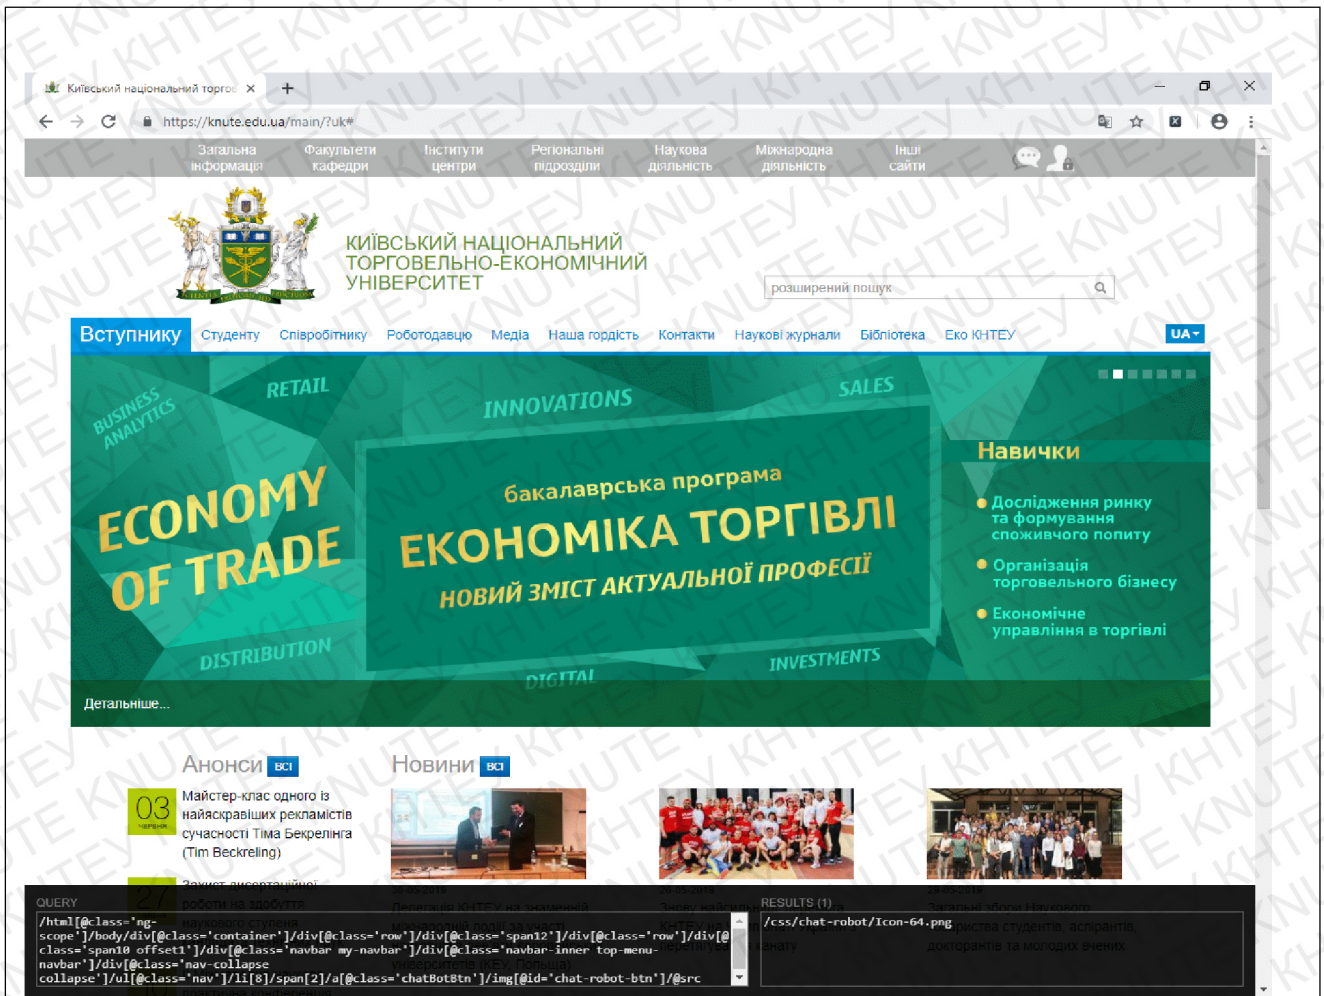 Київський національний торгов
https://knute.edu.ua/main/?uk#
Загальна інформація
Факультети кафедри
Інститути центри
Регіональні підрозділи
Наукова діяльність
Міжнародна діяльність
Інші сайти
КИЇВСЬКИЙ НАЦІОНАЛЬНИЙ
ТОРГОВЕЛЬНО-ЕКОНОМІЧНИЙ
УНІВЕРСИТЕТ
розширений пошук
Вступнику Студенту Співробітнику Роботодавцю Медіа Наша гордість Контакти Наукові журнали Бібліотека Еко КНТЕУ UA
BUSINESS
ANALYTICS
RETAIL
INNOVATIONS
SALES
ECONOMY
OF TRADE
бакалаврська програма
ЕКОНОМІКА ТОРГІВЛІ
НОВИЙ ЗМІСТ АКТУАЛЬНОЇ ПРОФЕСІЇ
Навички
Дослідження ринку
та формування
споживчого попиту
Організація
торговельного бізнесу
Економічне
управління в торгівлі
DISTRIBUTION
DIGITAL
INVESTMENTS
Детальніше...
Анонси ВСІ
Новини ВСІ
03
ЧЕРВНЯ
Майстер-клас одного із
найяскравіших рекламістів
сучасності Тіма Бекрелінга
(Tim Beckreling)
QUERY
/html[@class='ng-
scope']/body/div[@class='container']/div[@class='row']/div[@class='span12']/div[@class='row']/div[@
class='span10 offset1']/div[@class='navbar my-navbar']/div[@class='navbar-inner top-menu-
navbar']/div[@class='nav-collapse
collapse']/ul[@class='nav']/li[8]/span[2]/a[@class='chatBotBtn']/img[@id='chat-robot-btn']/@src
RESULTS (1)
/css/chat-robot/Icon-64.png